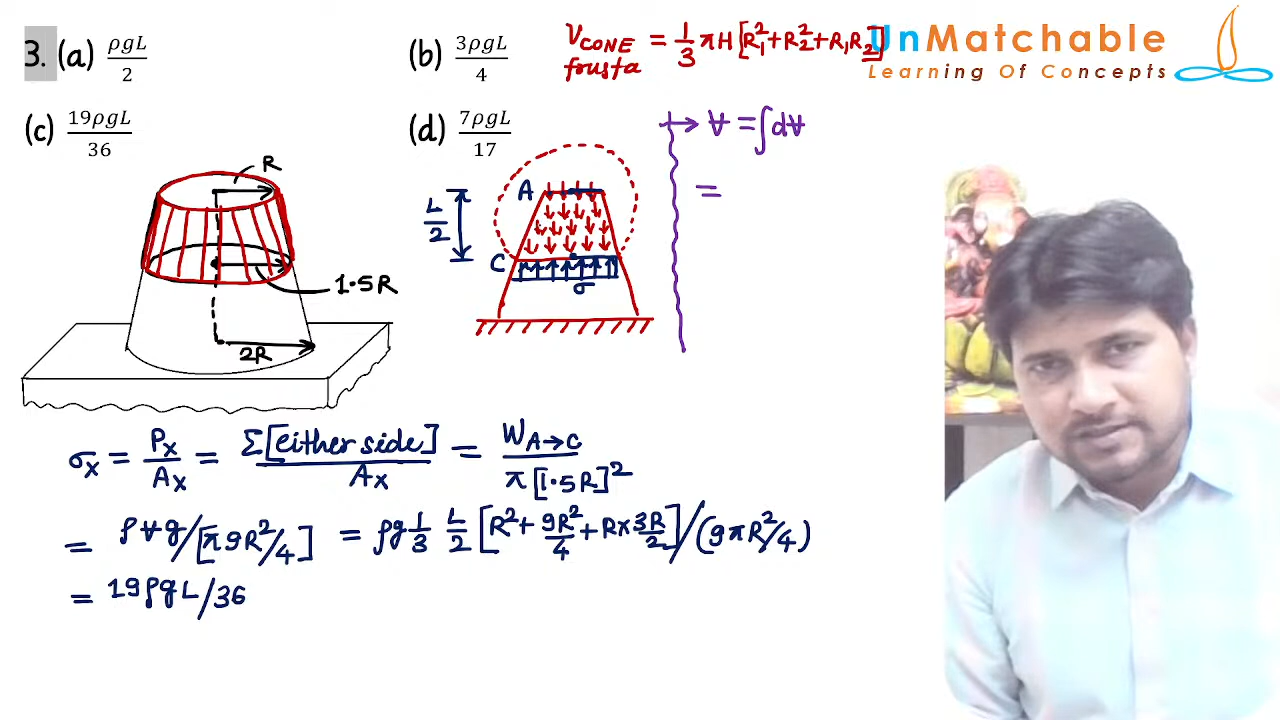 3. (a) ρgL/2
(b) 3ρgL/4
V_CONE frusta = 1/3 πH [R₁² + R₂² + R₁R₂]
UnMatchable
Learning Of Concepts
(c) 19ρgL/36
(d) 7ρgL/17
→ V = ∫dV
=
R
A
L/2
C
σ
1.5R
2R
σₓ = Pₓ/Aₓ = Σ[either side]/Aₓ = W_A→C / π[1.5R]²
= ρVg/[π9R²/4] = ρg 1/3 L/2 [R² + 9R²/4 + R×3R/2]/(9πR²/4)
= 19ρgL/36